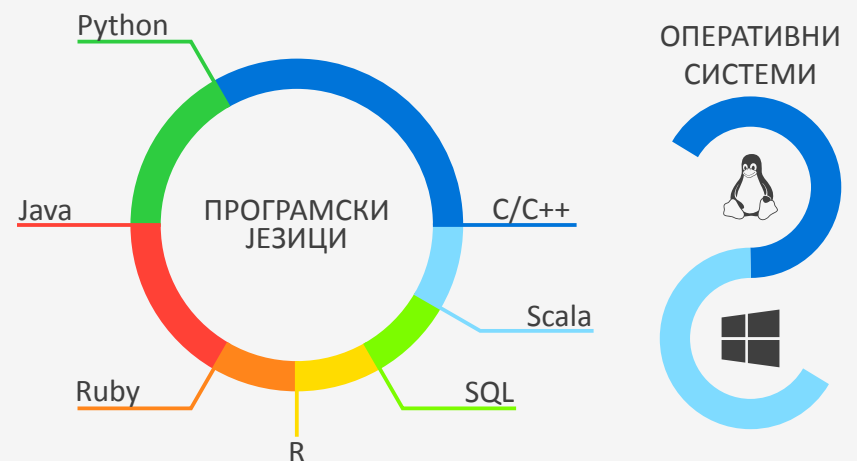 Python
ОПЕРАТИВНИ
СИСТЕМИ
Java
ПРОГРАМСКИ
ЈЕЗИЦИ
C/C++
Scala
Ruby
SQL
R